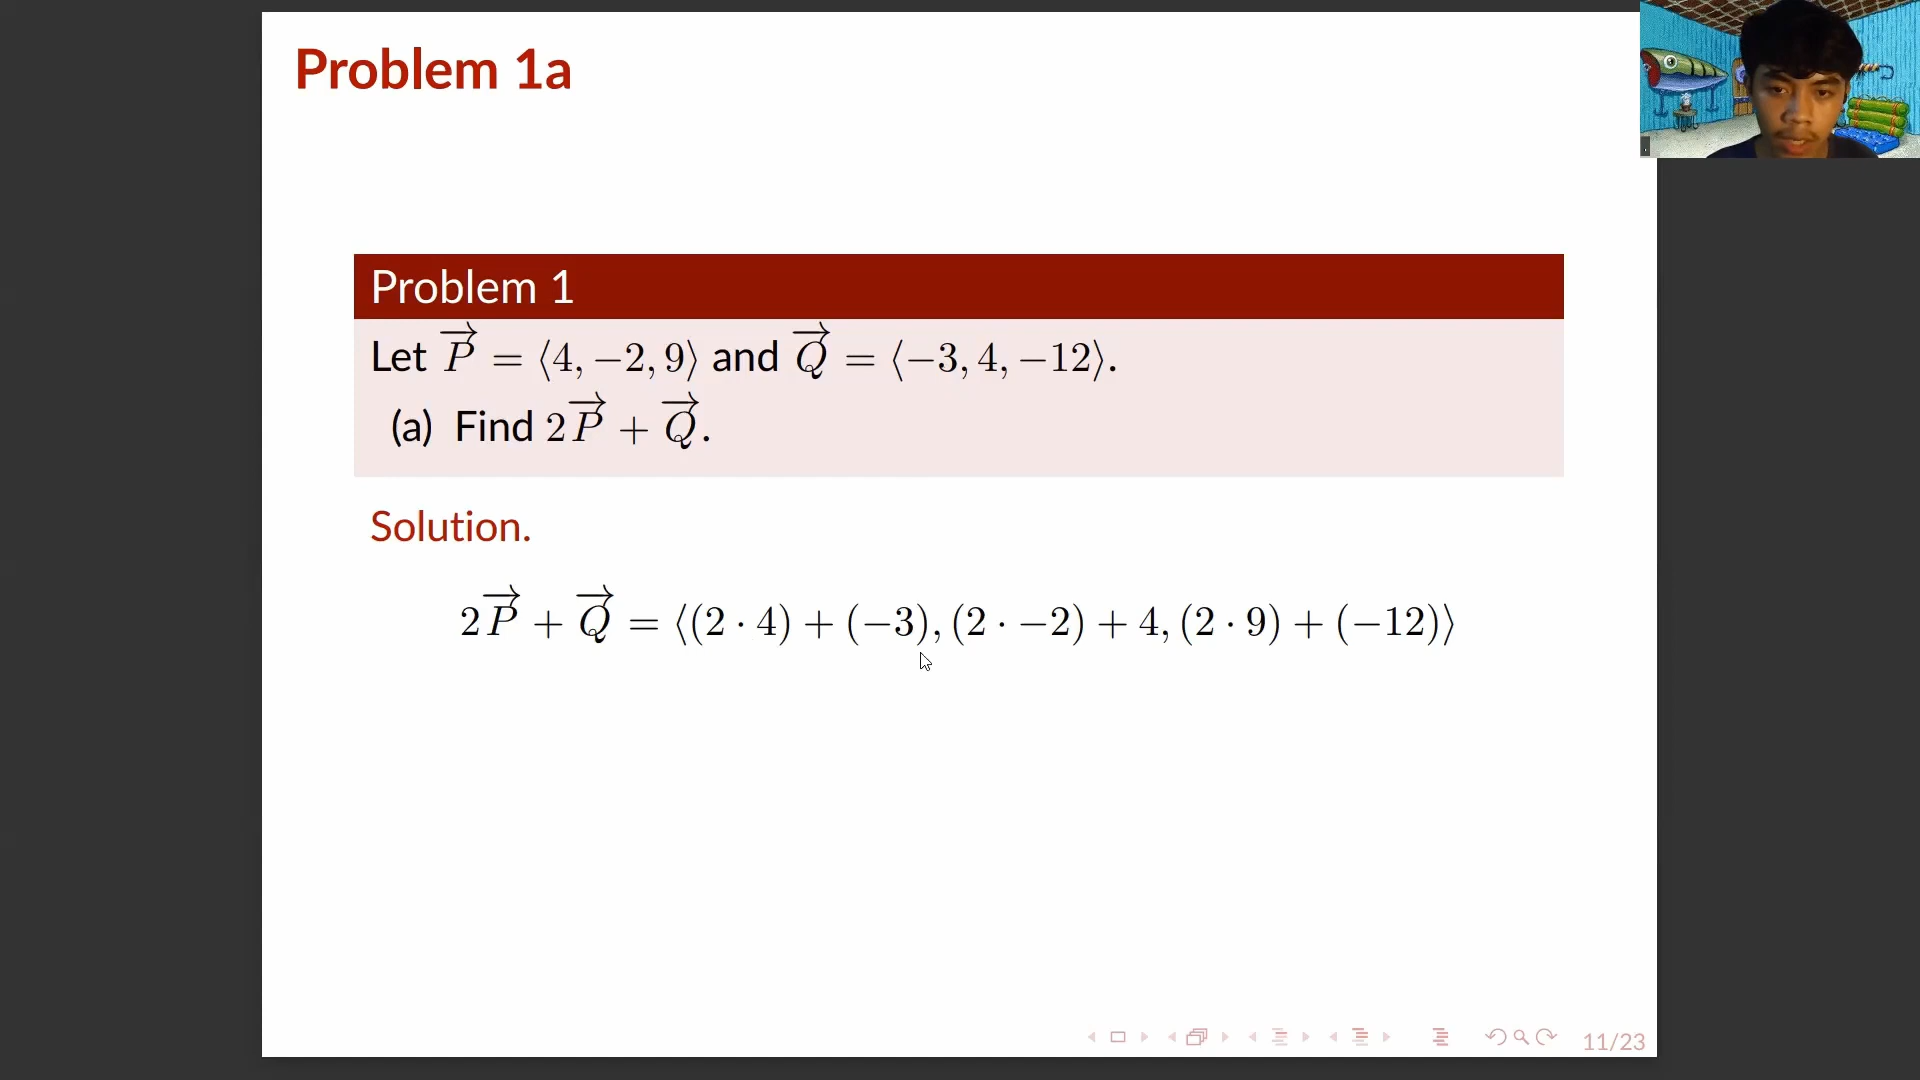 Problem 1a
Problem 1
Let $\overrightarrow{P} = \langle 4, -2, 9 \rangle$ and $\overrightarrow{Q} = \langle -3, 4, -12 \rangle$.
(a) Find $2\overrightarrow{P} + \overrightarrow{Q}$.
Solution.
$2\overrightarrow{P} + \overrightarrow{Q} = \langle (2 \cdot 4) + (-3), (2 \cdot -2) + 4, (2 \cdot 9) + (-12) \rangle$
11/23